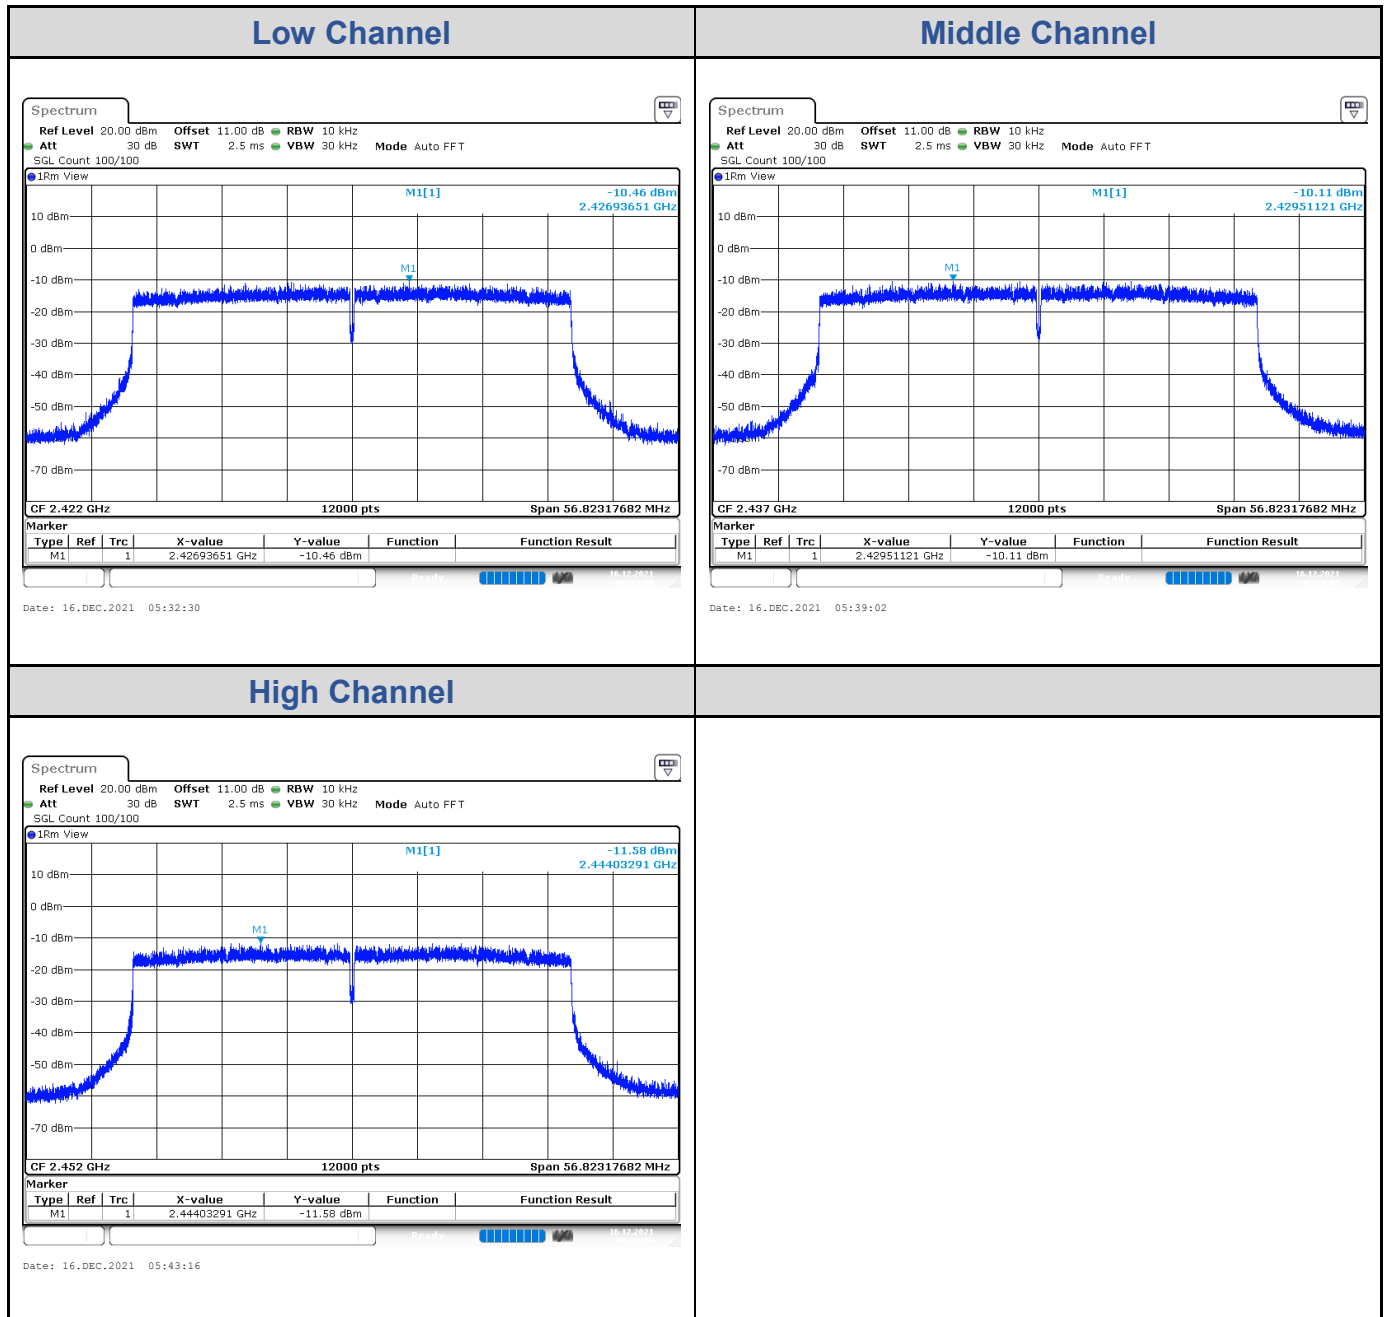 Low Channel
Middle Channel
Spectrum
Ref Level 20.00 dBm Offset 11.00 dB RBW 10 kHz
Att 30 dB SWT 2.5 ms VBW 30 kHz Mode Auto FFT
SGL Count 100/100
1Rm View
M1[1] -10.46 dBm
2.42693651 GHz
10 dBm
0 dBm
M1
-10 dBm
-20 dBm
-30 dBm
-40 dBm
-50 dBm
-70 dBm
CF 2.422 GHz 12000 pts Span 56.82317682 MHz
Marker
Type Ref Trc X-value Y-value Function Function Result
M1 1 2.42693651 GHz -10.46 dBm
Ready 16.12.2021
Date: 16.DEC.2021 05:32:30
Spectrum
Ref Level 20.00 dBm Offset 11.00 dB RBW 10 kHz
Att 30 dB SWT 2.5 ms VBW 30 kHz Mode Auto FFT
SGL Count 100/100
1Rm View
M1[1] -10.11 dBm
2.42951121 GHz
10 dBm
0 dBm
M1
-10 dBm
-20 dBm
-30 dBm
-40 dBm
-50 dBm
-70 dBm
CF 2.437 GHz 12000 pts Span 56.82317682 MHz
Marker
Type Ref Trc X-value Y-value Function Function Result
M1 1 2.42951121 GHz -10.11 dBm
Ready 16.12.2021
Date: 16.DEC.2021 05:39:02
High Channel
Spectrum
Ref Level 20.00 dBm Offset 11.00 dB RBW 10 kHz
Att 30 dB SWT 2.5 ms VBW 30 kHz Mode Auto FFT
SGL Count 100/100
1Rm View
M1[1] -11.58 dBm
2.44403291 GHz
10 dBm
0 dBm
M1
-10 dBm
-20 dBm
-30 dBm
-40 dBm
-50 dBm
-70 dBm
CF 2.452 GHz 12000 pts Span 56.82317682 MHz
Marker
Type Ref Trc X-value Y-value Function Function Result
M1 1 2.44403291 GHz -11.58 dBm
Ready 16.12.2021
Date: 16.DEC.2021 05:43:16